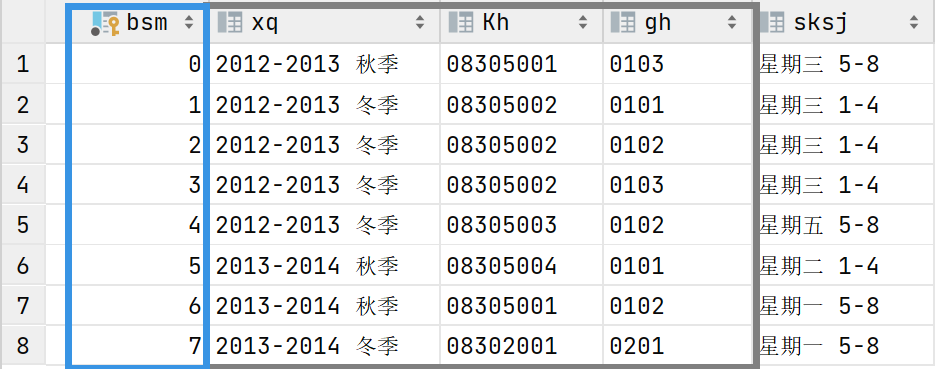 bsm xq Kh gh sksj
1 0 2012-2013 秋季 08305001 0103 星期三 5-8
2 1 2012-2013 冬季 08305002 0101 星期三 1-4
3 2 2012-2013 冬季 08305002 0102 星期三 1-4
4 3 2012-2013 冬季 08305002 0103 星期三 1-4
5 4 2012-2013 冬季 08305003 0102 星期五 5-8
6 5 2013-2014 秋季 08305004 0101 星期二 1-4
7 6 2013-2014 秋季 08305001 0102 星期一 5-8
8 7 2013-2014 冬季 08302001 0201 星期一 5-8